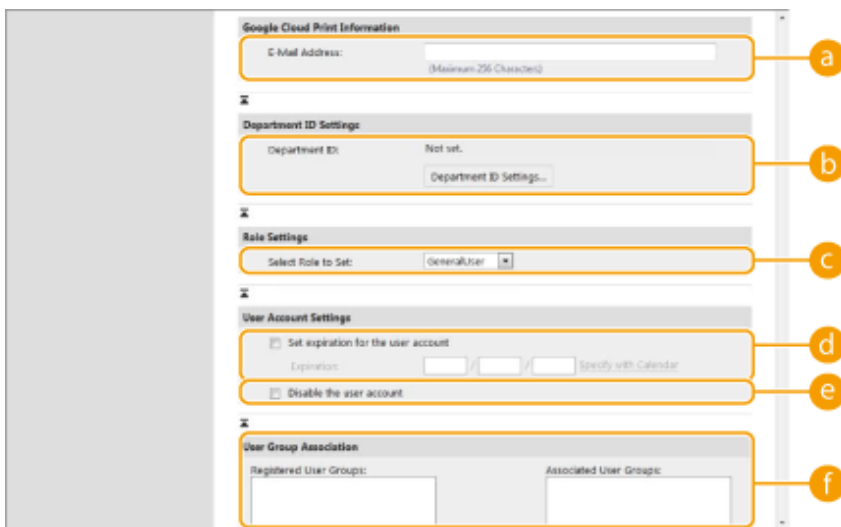 Google Cloud Print Information
E-Mail Address:
(Maximum 256 Characters)
a
Department ID Settings
Department ID: Not set.
Department ID Settings...
b
Role Settings
Select Role to Set: GeneralUser
c
User Account Settings
Set expiration for the user account
Expiration: / / Specify with Calendar
d
Disable the user account
e
User Group Association
Registered User Groups: Associated User Groups:
f